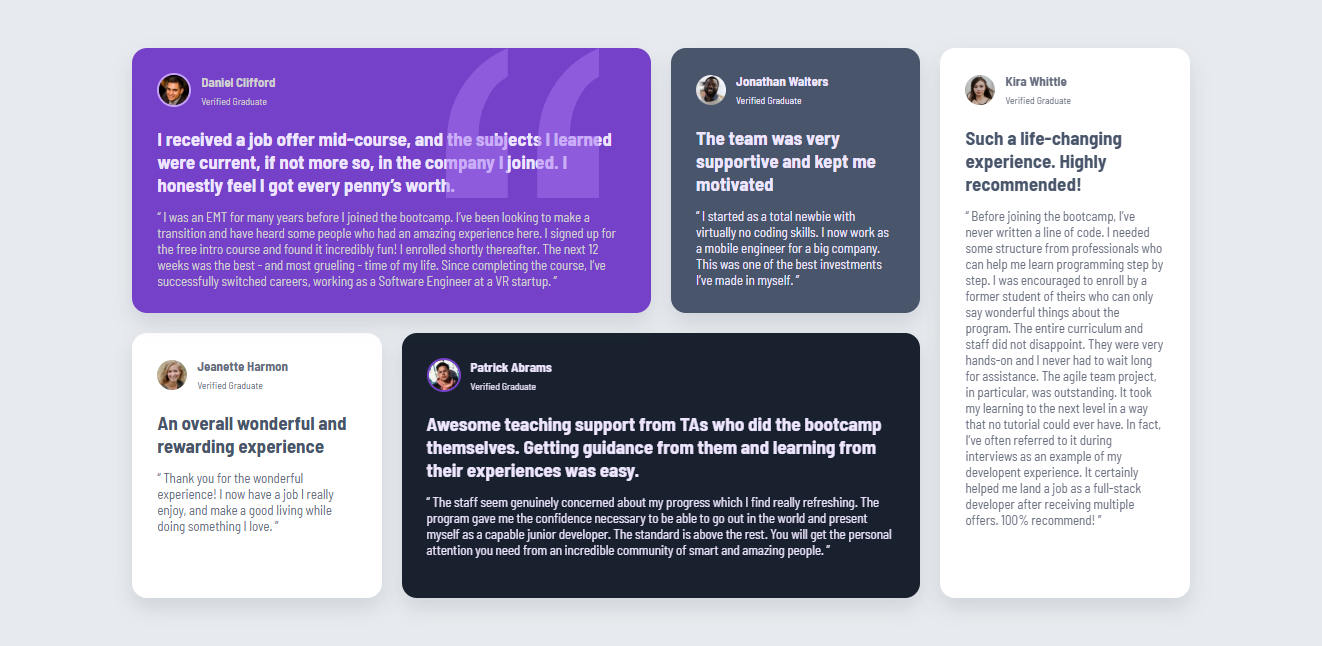 Daniel Clifford
Verified Graduate
I received a job offer mid-course, and the subjects I learned
were current, if not more so, in the company I joined. I
honestly feel I got every penny’s worth.
“ I was an EMT for many years before I joined the bootcamp. I’ve been looking to make a
transition and have heard some people who had an amazing experience here. I signed up for
the free intro course and found it incredibly fun! I enrolled shortly thereafter. The next 12
weeks was the best - and most grueling - time of my life. Since completing the course, I’ve
successfully switched careers, working as a Software Engineer at a VR startup. ”
Jonathan Walters
Verified Graduate
The team was very
supportive and kept me
motivated
“ I started as a total newbie with
virtually no coding skills. I now work as
a mobile engineer for a big company.
This was one of the best investments
I’ve made in myself. ”
Kira Whittle
Verified Graduate
Such a life-changing
experience. Highly
recommended!
“ Before joining the bootcamp, I’ve
never written a line of code. I needed
some structure from professionals who
can help me learn programming step by
step. I was encouraged to enroll by a
former student of theirs who can only
say wonderful things about the
program. The entire curriculum and
staff did not disappoint. They were very
hands-on and I never had to wait long
for assistance. The agile team project,
in particular, was outstanding. It took
my learning to the next level in a way
that no tutorial could ever have. In fact,
I’ve often referred to it during
interviews as an example of my
developent experience. It certainly
helped me land a job as a full-stack
developer after receiving multiple
offers. 100% recommend! ”
Jeanette Harmon
Verified Graduate
An overall wonderful and
rewarding experience
“ Thank you for the wonderful
experience! I now have a job I really
enjoy, and make a good living while
doing something I love. ”
Patrick Abrams
Verified Graduate
Awesome teaching support from TAs who did the bootcamp
themselves. Getting guidance from them and learning from
their experiences was easy.
“ The staff seem genuinely concerned about my progress which I find really refreshing. The
program gave me the confidence necessary to be able to go out in the world and present
myself as a capable junior developer. The standard is above the rest. You will get the personal
attention you need from an incredible community of smart and amazing people. ”